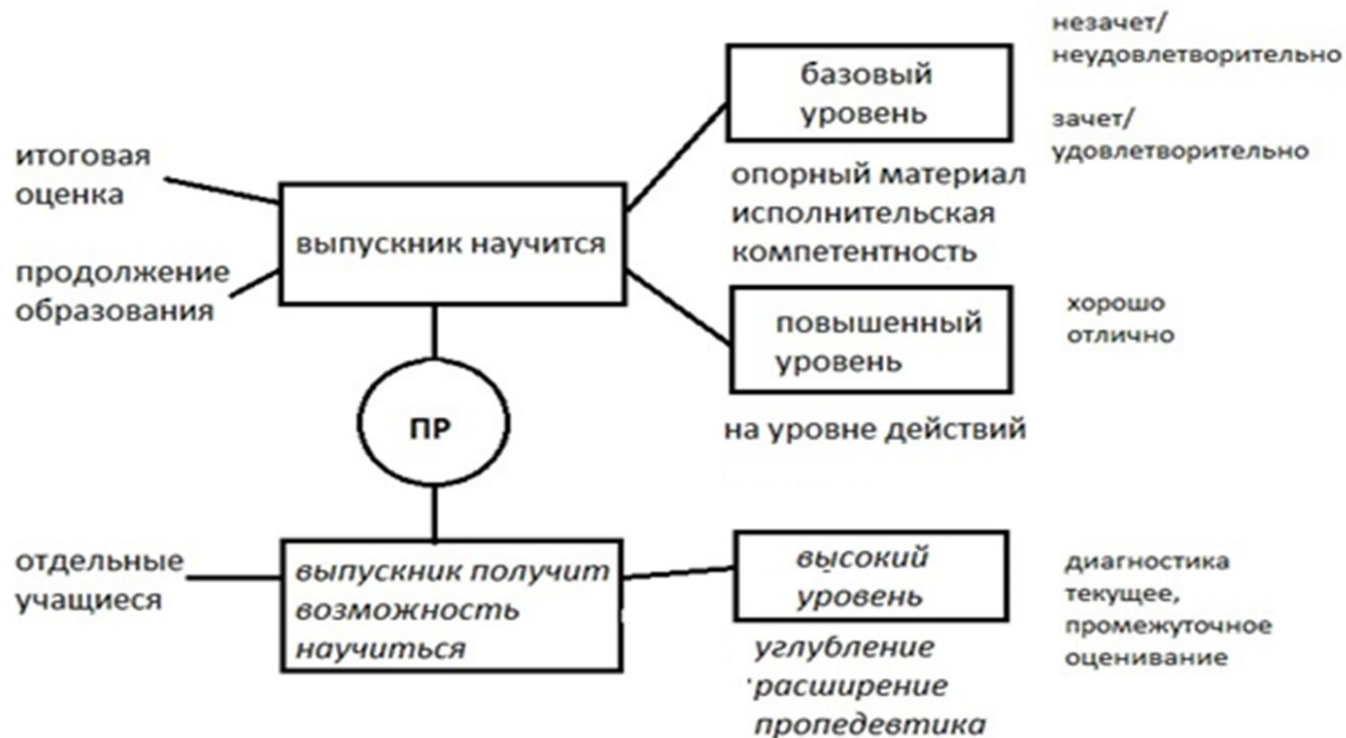 незачет/
неудовлетворительно
базовый
уровень
зачет/
удовлетворительно
итоговая
оценка
опорный материал
исполнительская
компетентность
выпускник научится
продолжение
образования
повышенный
уровень
хорошо
отлично
на уровне действий
ПР
отдельные
учащиеся
выпускник получит
возможность
научиться
высокий
уровень
диагностика
текущее,
промежуточное
оценивание
углубление
расширение
пропедевтика